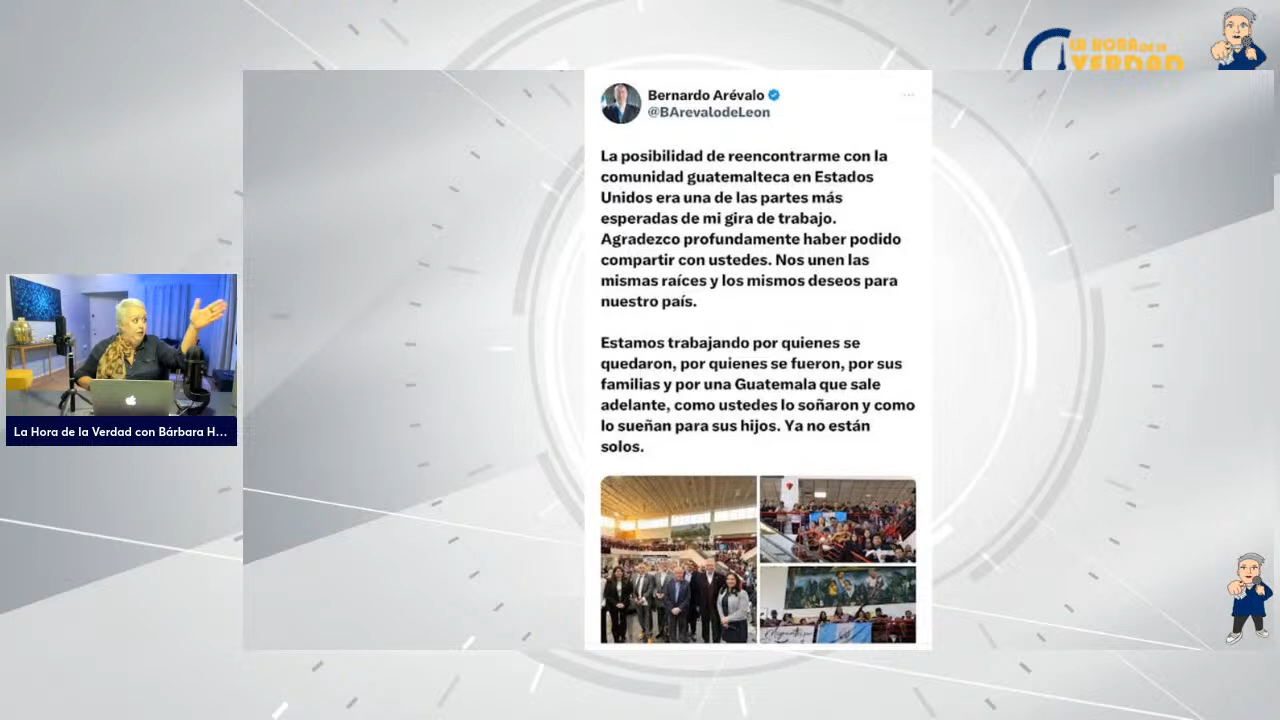 LA HORA DE LA
VERDAD
Bernardo Arévalo
@BArevalodeLeon
La posibilidad de reencontrarme con la
comunidad guatemalteca en Estados
Unidos era una de las partes más
esperadas de mi gira de trabajo.
Agradezco profundamente haber podido
compartir con ustedes. Nos unen las
mismas raíces y los mismos deseos para
nuestro país.
Estamos trabajando por quienes se
quedaron, por quienes se fueron, por sus
familias y por una Guatemala que sale
adelante, como ustedes lo soñaron y como
lo sueñan para sus hijos. Ya no están
solos.
La Hora de la Verdad con Bárbara H...